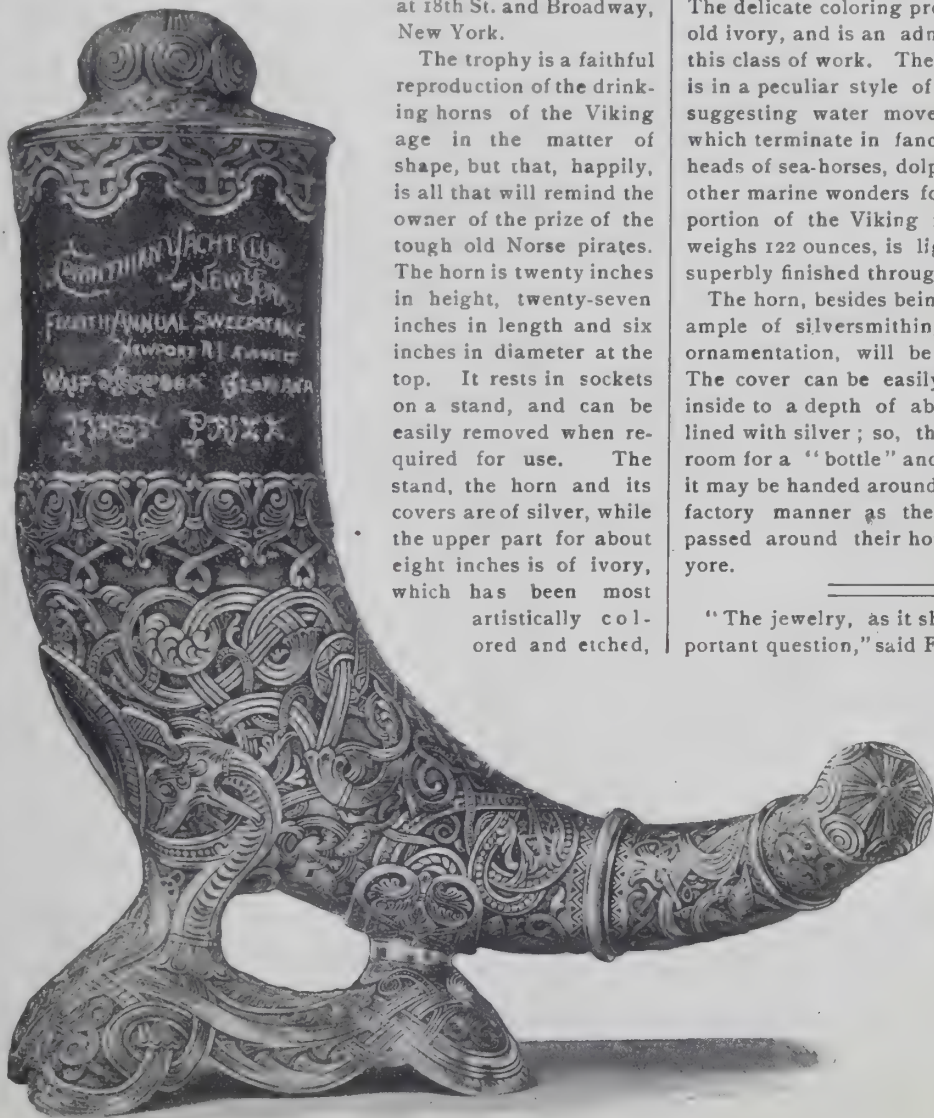 CORINTHIAN YACHT CLUB
NEW YORK
ANNUAL SWEEPSTAKE
NEWPORT R.I.
FIRST PRIZE
at 18th St. and Broadway,
New York.
The trophy is a faithful
reproduction of the drink-
ing horns of the Viking
age in the matter of
shape, but that, happily,
is all that will remind the
owner of the prize of the
tough old Norse pirates.
The horn is twenty inches
in height, twenty-seven
inches in length and six
inches in diameter at the
top. It rests in sockets
on a stand, and can be
easily removed when re-
quired for use. The
stand, the horn and its
covers are of silver, while
the upper part for about
eight inches is of ivory,
which has been most
artistically col-
ored and etched,
The delicate coloring pre
old ivory, and is an adm
this class of work. The
is in a peculiar style of
suggesting water move
which terminate in fanc
heads of sea-horses, dolp
other marine wonders fo
portion of the Viking
weighs 122 ounces, is lig
superbly finished throug
The horn, besides bein
ample of silversmithin
ornamentation, will be
The cover can be easily
inside to a depth of ab
lined with silver; so, th
room for a "bottle" and
it may be handed around
factory manner as the
passed around their ho
yore.
"The jewelry, as it sh
portant question," said F